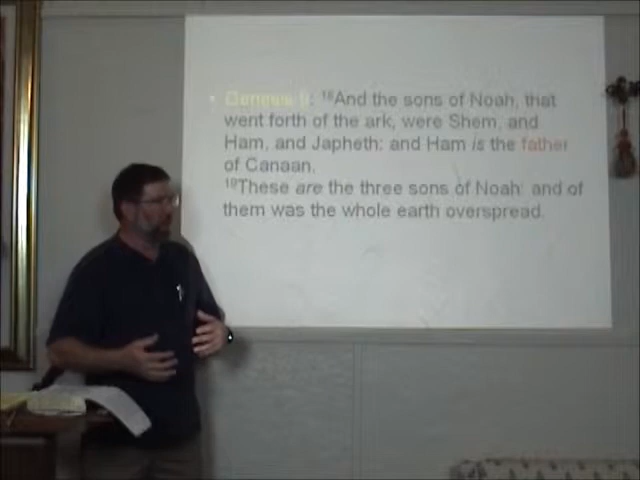 • Genesis 9: ¹⁸And the sons of Noah, that
went forth of the ark, were Shem, and
Ham, and Japheth: and Ham is the father
of Canaan.
¹⁹These are the three sons of Noah: and of
them was the whole earth overspread.